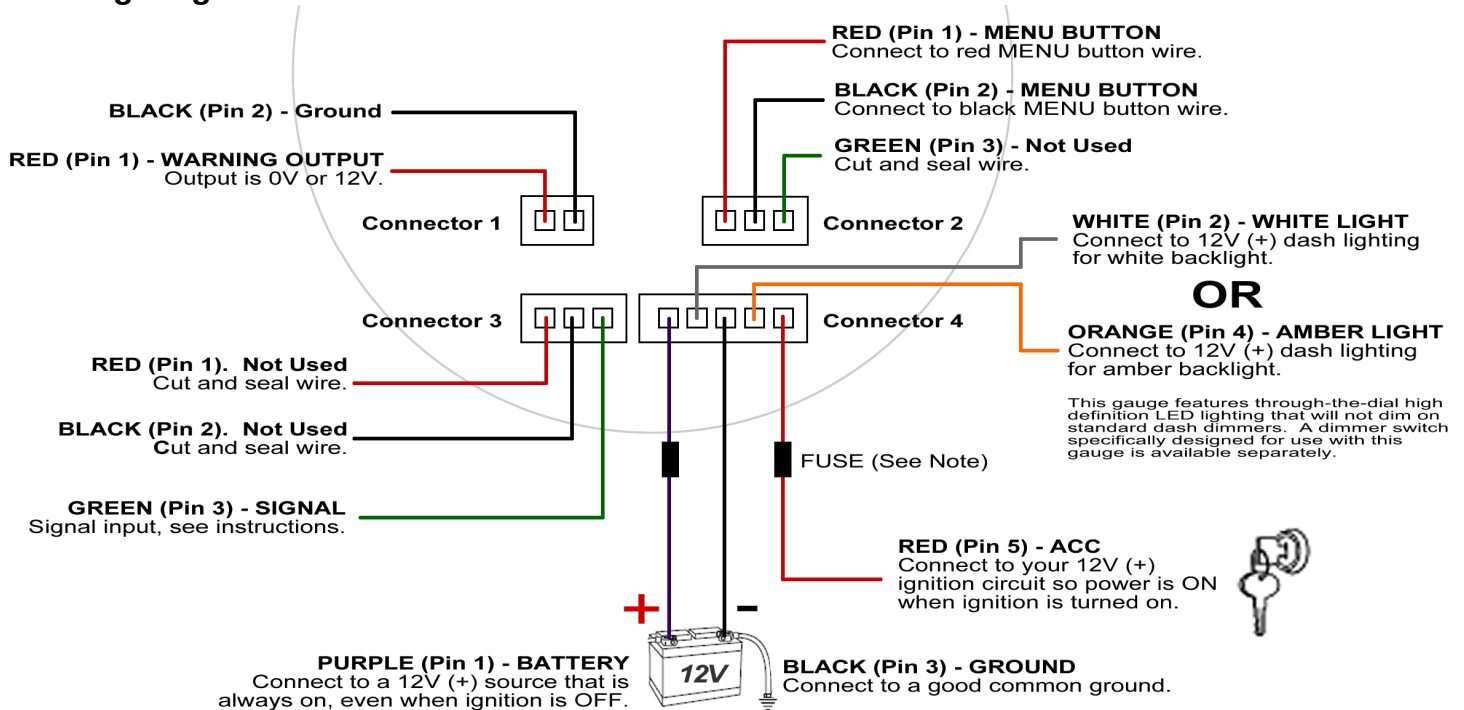 RED (Pin 1) - MENU BUTTON
Connect to red MENU button wire.
BLACK (Pin 2) - MENU BUTTON
Connect to black MENU button wire.
GREEN (Pin 3) - Not Used
Cut and seal wire.
BLACK (Pin 2) - Ground
RED (Pin 1) - WARNING OUTPUT
Output is 0V or 12V.
Connector 1
Connector 2
WHITE (Pin 2) - WHITE LIGHT
Connect to 12V (+) dash lighting
for white backlight.
OR
ORANGE (Pin 4) - AMBER LIGHT
Connect to 12V (+) dash lighting
for amber backlight.
This gauge features through-the-dial high
definition LED lighting that will not dim on
standard dash dimmers.  A dimmer switch
specifically designed for use with this
gauge is available separately.
Connector 3
Connector 4
RED (Pin 1).  Not Used
Cut and seal wire.
BLACK (Pin 2).  Not Used
Cut and seal wire.
GREEN (Pin 3) - SIGNAL
Signal input, see instructions.
FUSE (See Note)
RED (Pin 5) - ACC
Connect to your 12V (+)
ignition circuit so power is ON
when ignition is turned on.
+ -
12V
PURPLE (Pin 1) - BATTERY
Connect to a 12V (+) source that is
always on, even when ignition is OFF.
BLACK (Pin 3) - GROUND
Connect to a good common ground.